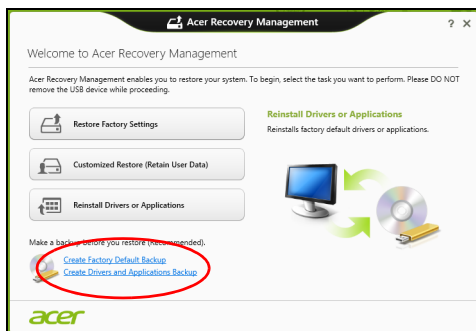 Acer Recovery Management
? ×
Welcome to Acer Recovery Management
Acer Recovery Management enables you to restore your system. To begin, select the task you want to perform. Please DO NOT
remove the USB device while proceeding.
Restore Factory Settings
Customized Restore (Retain User Data)
Reinstall Drivers or Applications
Reinstall Drivers or Applications
Reinstalls factory default drivers or applications.
Make a backup before you restore (Recommended).
Create Factory Default Backup
Create Drivers and Applications Backup
acer